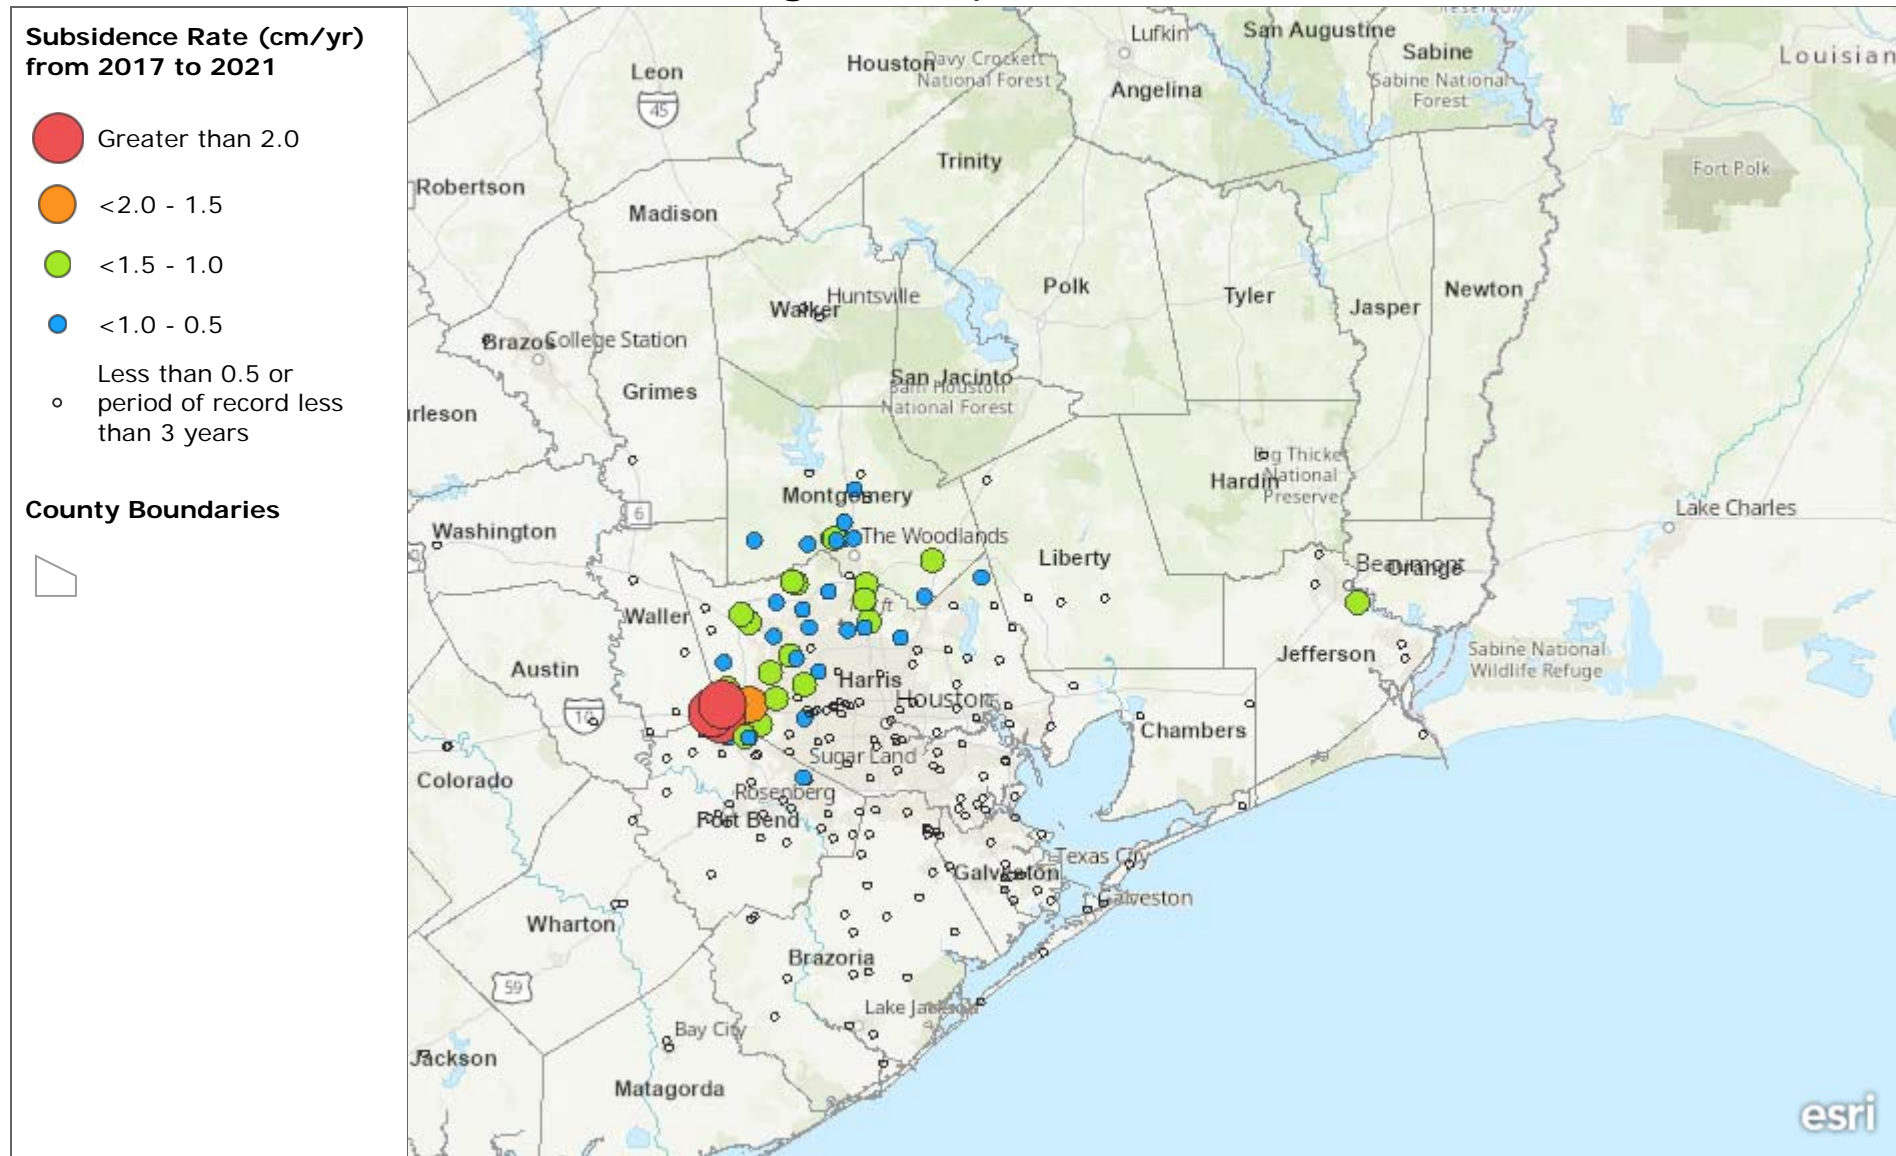 Subsidence Rate (cm/yr)
from 2017 to 2021
Greater than 2.0
<2.0 - 1.5
<1.5 - 1.0
<1.0 - 0.5
Less than 0.5 or
period of record less
than 3 years
County Boundaries
Lufkin
San Augustine
Sabine
Louisian
Houston
Davy Crockett
National Forest
Leon
45
Angelina
Sabine National
Forest
Trinity
Fort Polk
Robertson
Madison
Polk
Tyler
Newton
Jasper
Walker
Huntsville
Brazos
College Station
San Jacinto
Sam Houston
National Forest
Grimes
rleson
Big Thicket
National
Preserve
Hardin
Montgomery
6
Lake Charles
Washington
The Woodlands
Liberty
Beaumont
Orange
Waller
Austin
Jefferson
Sabine National
Wildlife Refuge
Harris
Houston
10
Chambers
Sugar Land
Colorado
Rosenberg
Fort Bend
Texas City
Galveston
Galveston
Wharton
Brazoria
59
Lake Jackson
Bay City
Jackson
Matagorda
esri